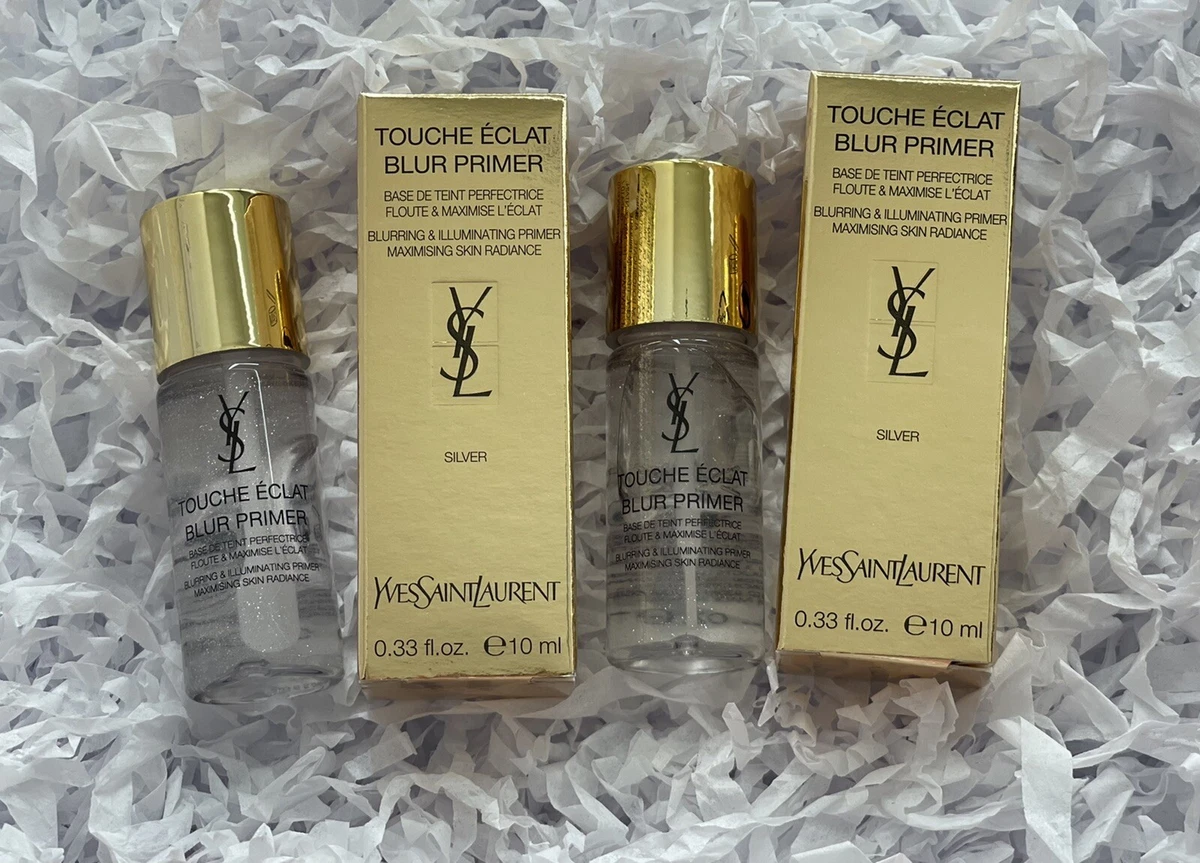 YSL
TOUCHE ÉCLAT
BLUR PRIMER
BASE DE TEINT PERFECTRICE
FLOUTE & MAXIMISE L'ÉCLAT
BLURRING & ILLUMINATING PRIMER
MAXIMISING SKIN RADIANCE
TOUCHE ÉCLAT
BLUR PRIMER
BASE DE TEINT PERFECTRICE
FLOUTE & MAXIMISE L'ÉCLAT
BLURRING & ILLUMINATING PRIMER
MAXIMISING SKIN RADIANCE
YSL
SILVER
YVESSAINTLAURENT
0.33 fl.oz. ℮10 ml
YSL
TOUCHE ÉCLAT
BLUR PRIMER
BASE DE TEINT PERFECTRICE
FLOUTE & MAXIMISE L'ÉCLAT
BLURRING & ILLUMINATING PRIMER
MAXIMISING SKIN RADIANCE
TOUCHE ÉCLAT
BLUR PRIMER
BASE DE TEINT PERFECTRICE
FLOUTE & MAXIMISE L'ÉCLAT
BLURRING & ILLUMINATING PRIMER
MAXIMISING SKIN RADIANCE
YSL
SILVER
YVESSAINTLAURENT
0.33 fl.oz. ℮10 ml